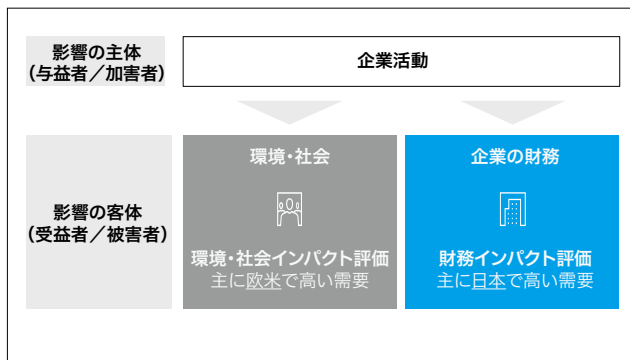 影響の主体
(与益者／加害者)
企業活動
環境・社会
企業の財務
影響の客体
(受益者／被害者)
環境・社会インパクト評価
主に欧米で高い需要
財務インパクト評価
主に日本で高い需要